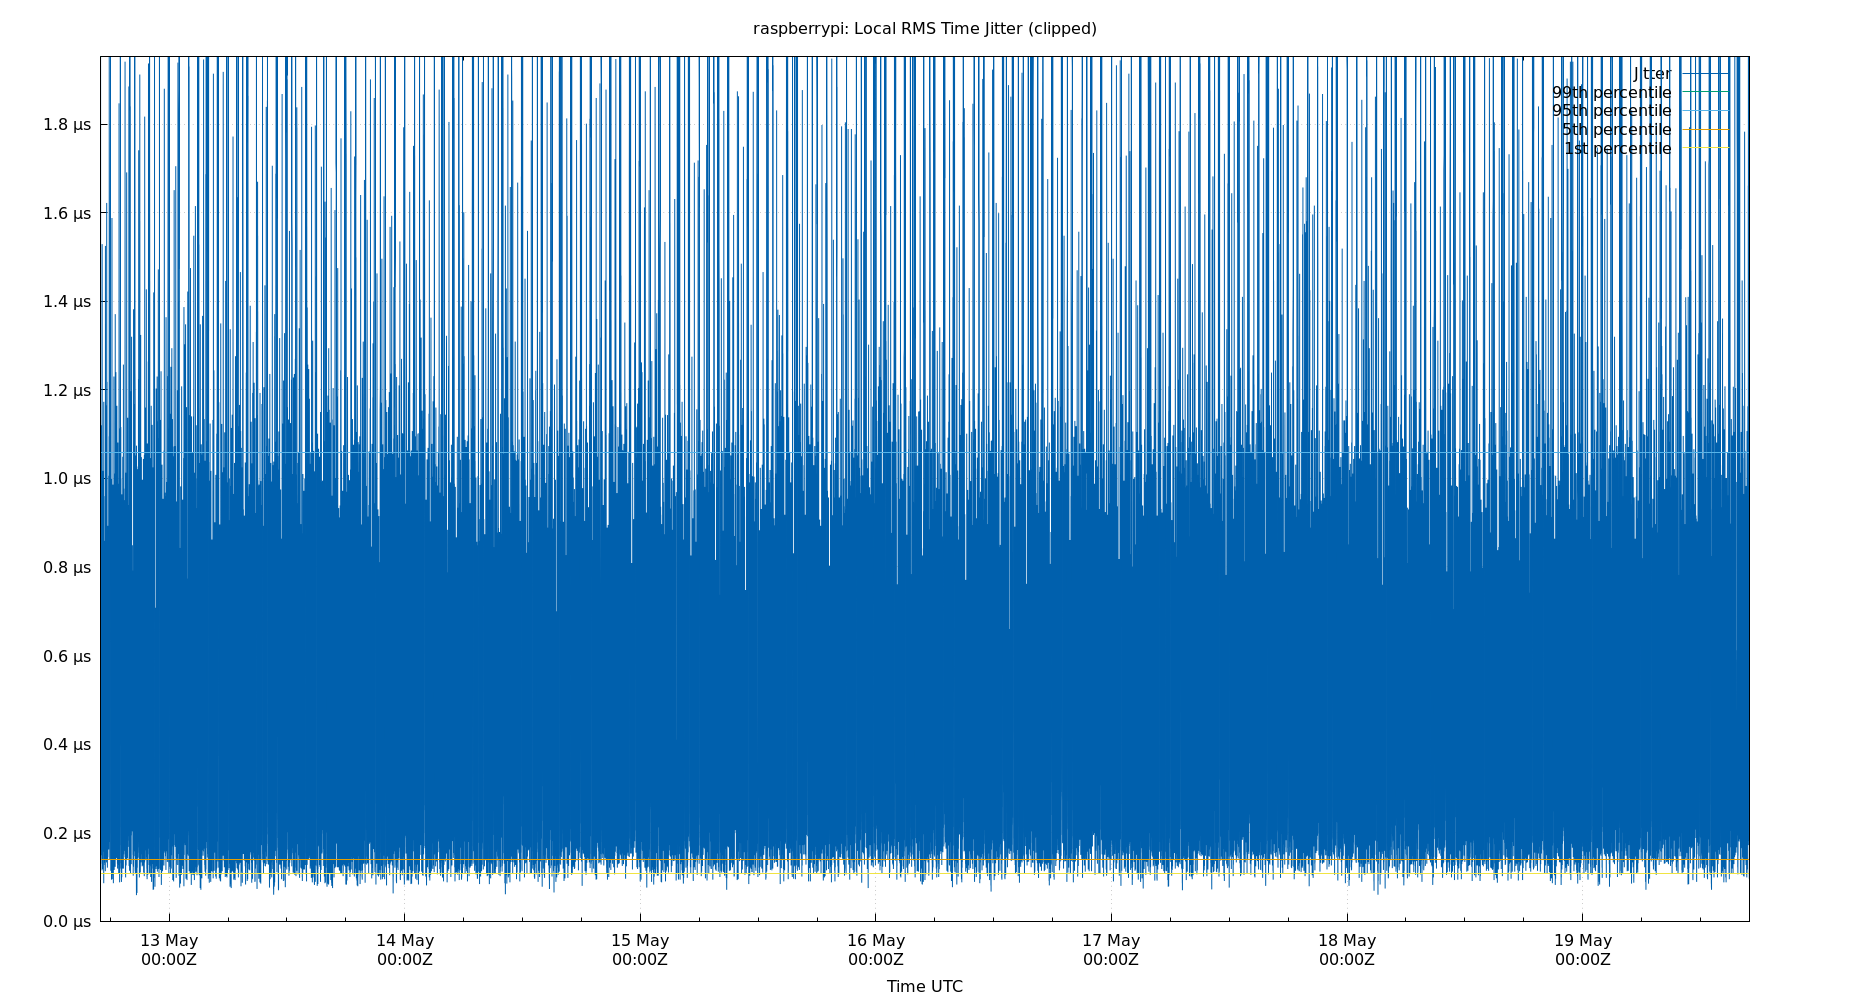 raspberrypi: Local RMS Time Jitter (clipped)
Jitter
99th percentile
95th percentile
5th percentile
1st percentile
1.8 µs
1.6 µs
1.4 µs
1.2 µs
1.0 µs
0.8 µs
0.6 µs
0.4 µs
0.2 µs
0.0 µs
13 May 14 May 15 May 16 May 17 May 18 May 19 May
00:00Z 00:00Z 00:00Z 00:00Z 00:00Z 00:00Z 00:00Z
Time UTC